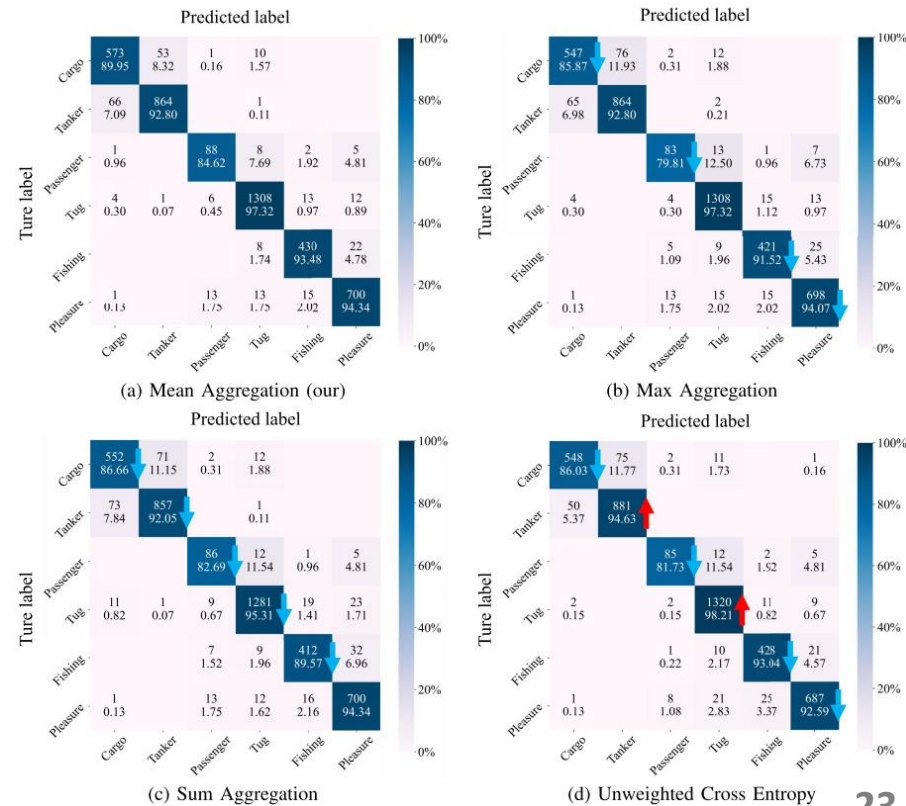 Predicted label
Predicted label
573 53 1 10
89.95 8.32 0.16 1.57
66 864 1
7.09 92.80 0.11
1 88 8 2 5
0.96 84.62 7.69 1.92 4.81
4 1 6 1308 13 12
0.30 0.07 0.45 97.32 0.97 0.89
8 430 22
1.74 93.48 4.78
1 13 13 15 700
0.13 1.75 1.75 2.02 94.34
Cargo
Tanker
Passenger
Tug
Fishing
Pleasure
Ture label
Cargo Tanker Passenger Tug Fishing Pleasure
100%
80%
60%
40%
20%
0%
(a) Mean Aggregation (our)
547 76 2 12
85.87 11.93 0.31 1.88
65 864 2
6.98 92.80 0.21
83 13 1 7
79.81 12.50 0.96 6.73
4 4 1308 15 13
0.30 0.30 97.32 1.12 0.97
5 9 421 25
1.09 1.96 91.52 5.43
1 13 15 15 698
0.13 1.75 2.02 2.02 94.07
Cargo
Tanker
Passenger
Tug
Fishing
Pleasure
Ture label
Cargo Tanker Passenger Tug Fishing Pleasure
100%
80%
60%
40%
20%
0%
(b) Max Aggregation
Predicted label
Predicted label
552 71 2 12
86.66 11.15 0.31 1.88
73 857 1
7.84 92.05 0.11
86 12 1 5
82.69 11.54 0.96 4.81
11 1 9 1281 19 23
0.82 0.07 0.67 95.31 1.41 1.71
7 9 412 32
1.52 1.96 89.57 6.96
1 13 12 16 700
0.13 1.75 1.62 2.16 94.34
Cargo
Tanker
Passenger
Tug
Fishing
Pleasure
Ture label
Cargo Tanker Passenger Tug Fishing Pleasure
100%
80%
60%
40%
20%
0%
(c) Sum Aggregation
548 75 2 11 1
86.03 11.77 0.31 1.73 0.16
50 881
5.37 94.63
85 12 2 5
81.73 11.54 1.92 4.81
2 2 1320 11 9
0.15 0.15 98.21 0.82 0.67
1 10 428 21
0.22 2.17 93.04 4.57
1 8 21 25 687
0.13 1.08 2.83 3.37 92.59
Cargo
Tanker
Passenger
Tug
Fishing
Pleasure
Ture label
Cargo Tanker Passenger Tug Fishing Pleasure
100%
80%
60%
40%
20%
0%
(d) Unweighted Cross Entropy
23